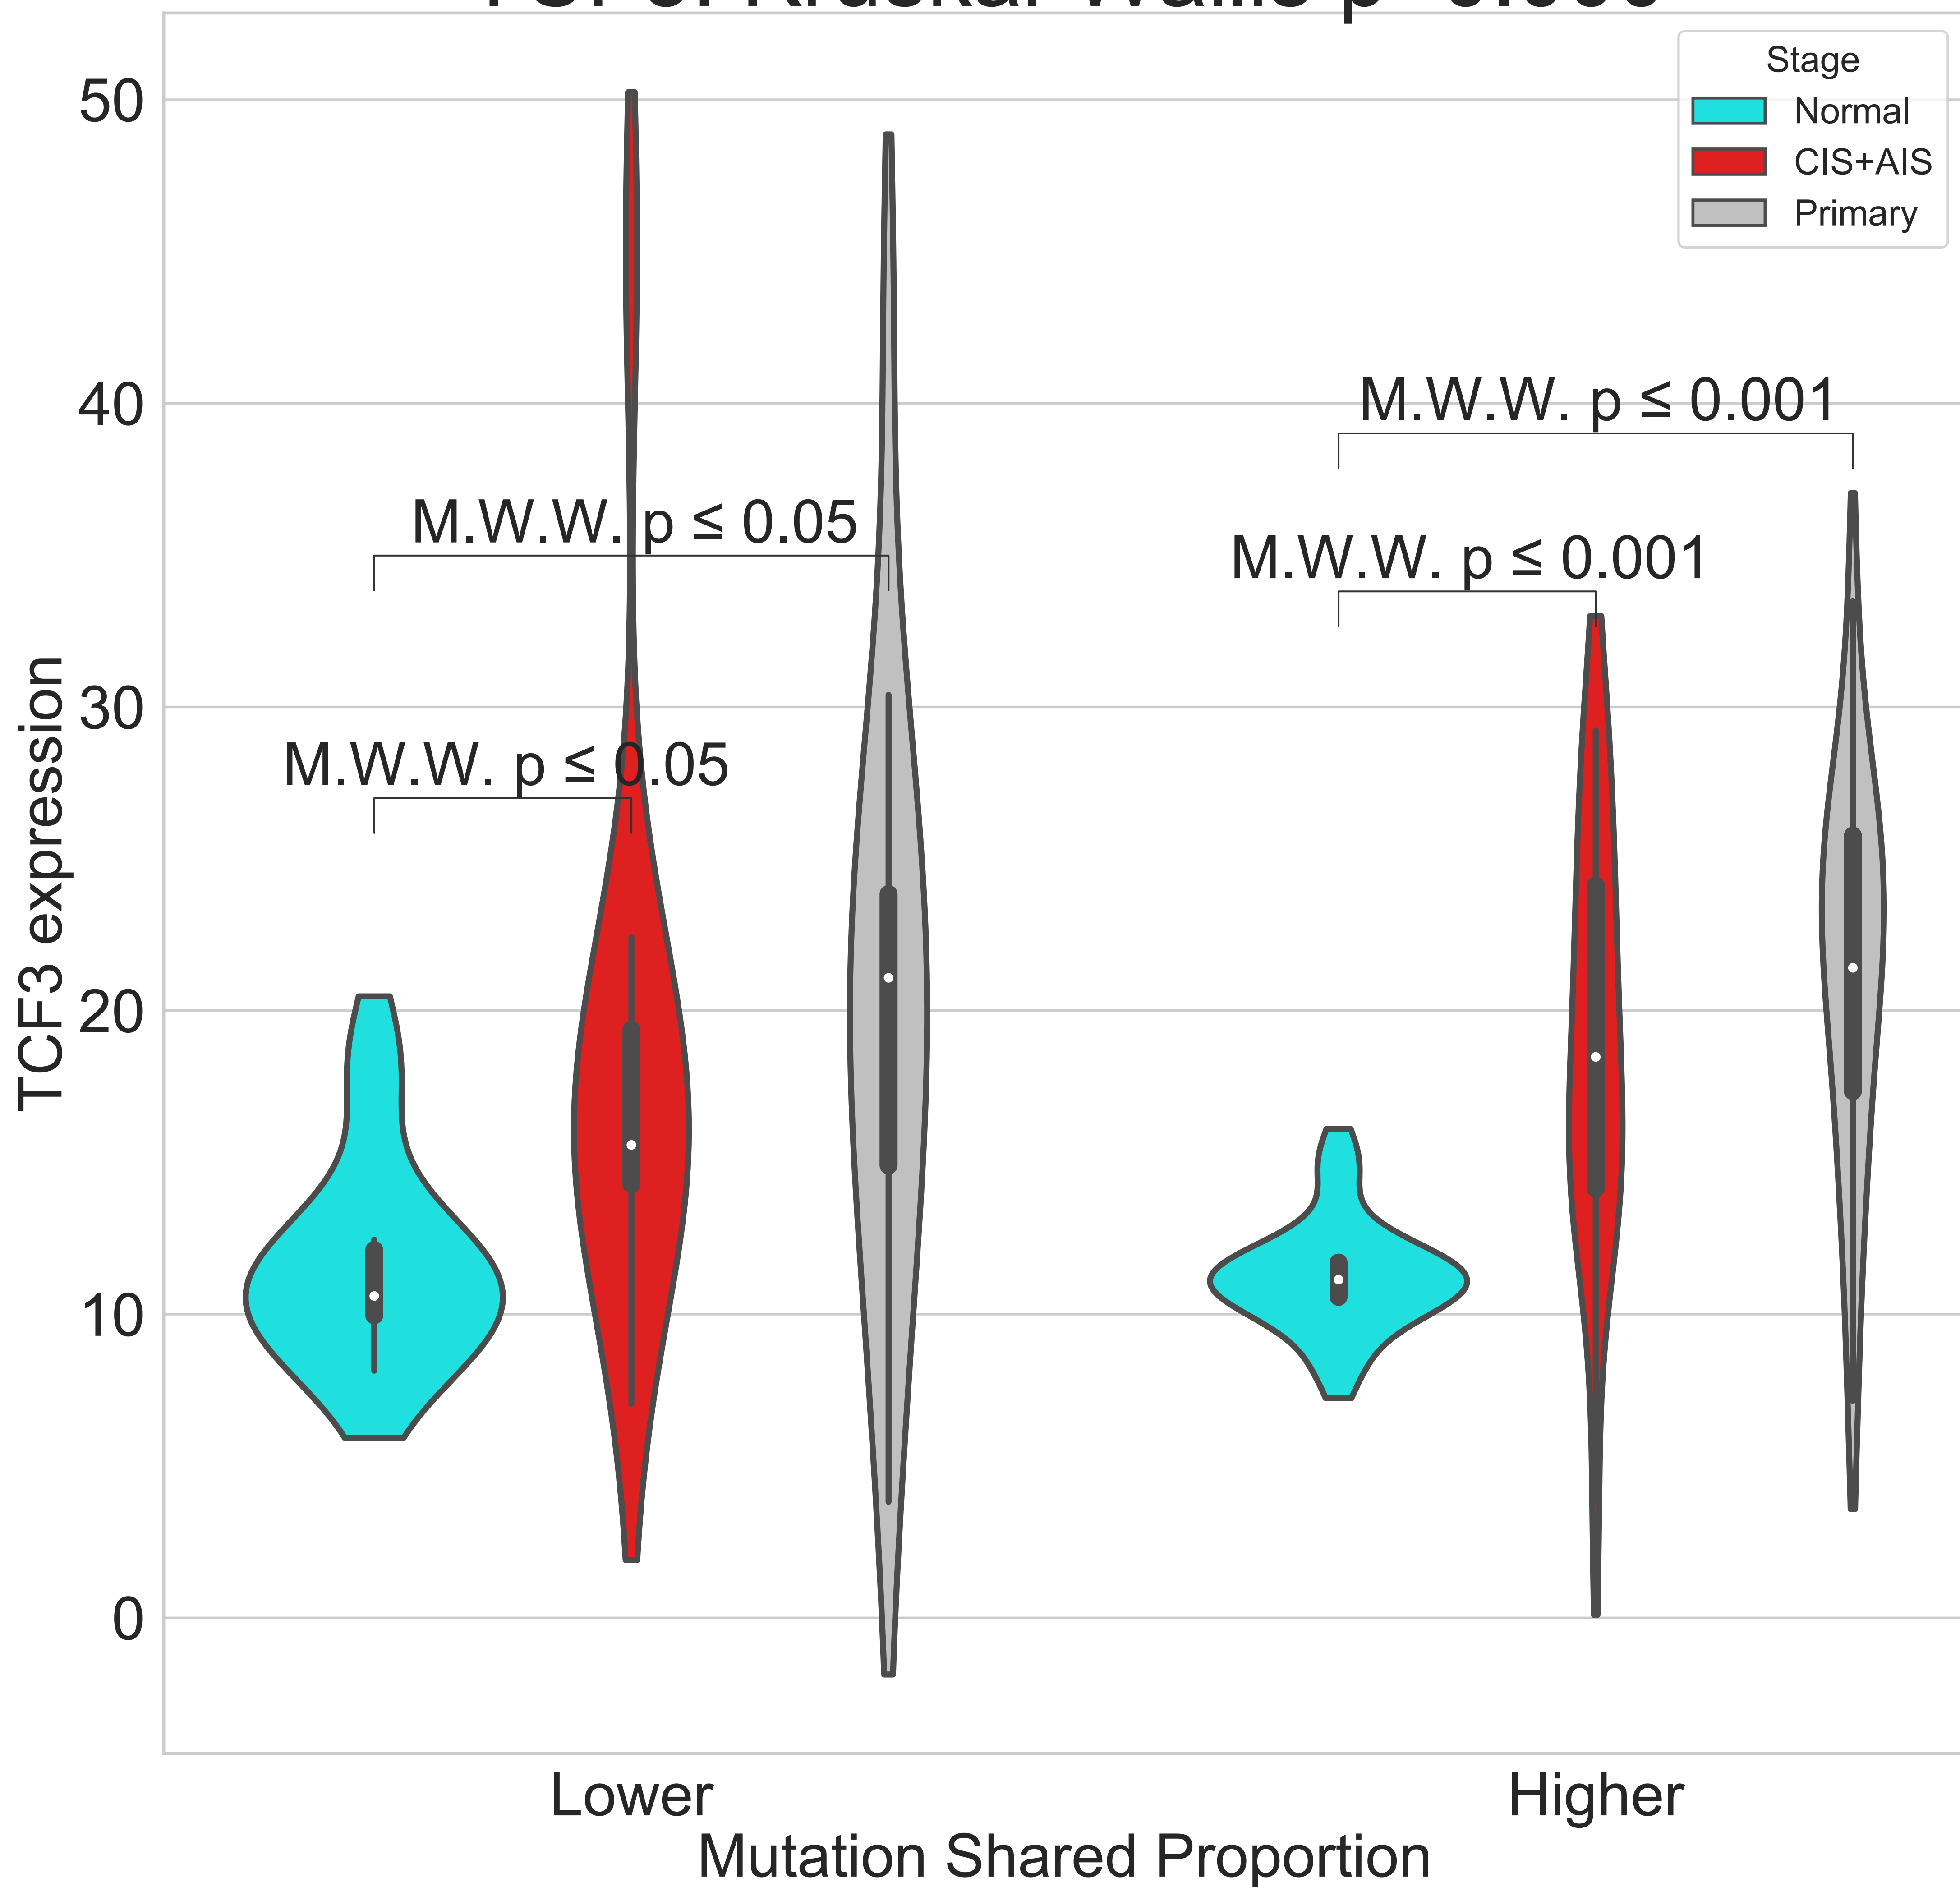 Stage
Normal
CIS+AIS
Primary
50
40
30
20
10
0
TCF3 expression
M.W.W. p ≤ 0.001
M.W.W. p ≤ 0.05
M.W.W. p ≤ 0.001
M.W.W. p ≤ 0.05
Lower
Higher
Mutation Shared Proportion